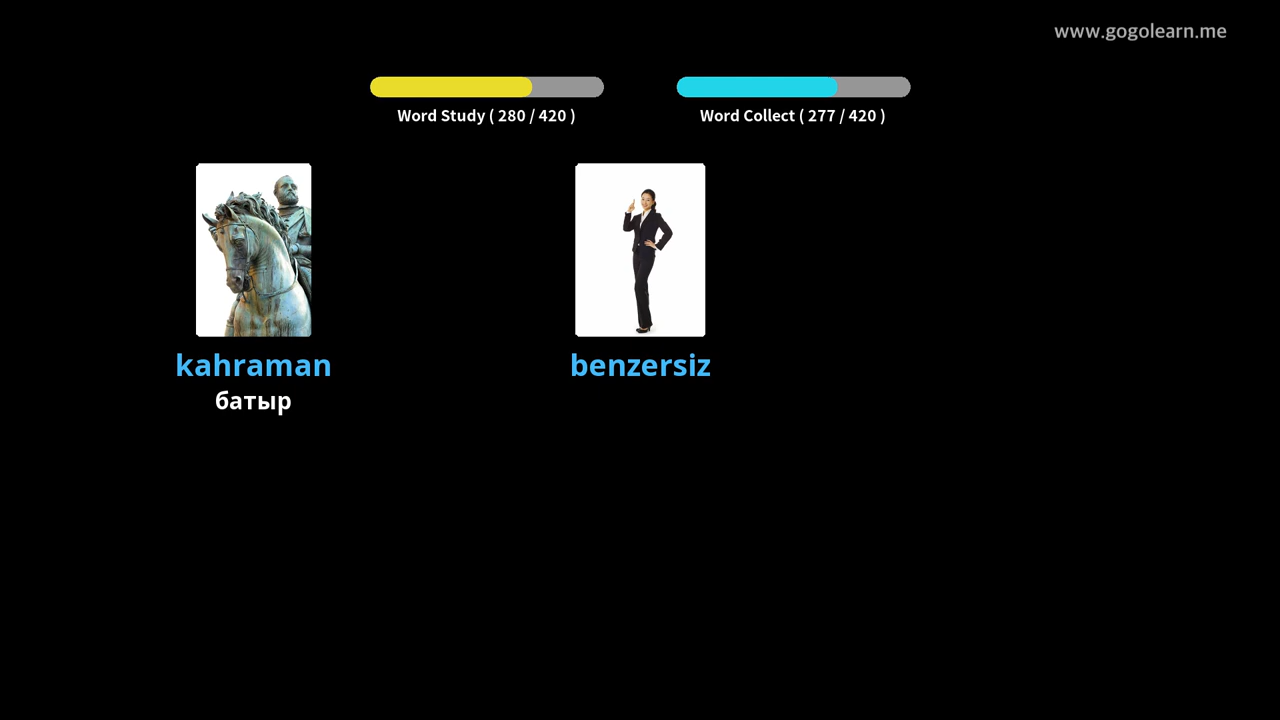 www.gogolearn.me
Word Study ( 280 / 420 )
Word Collect ( 277 / 420 )
kahraman
батыр
benzersiz